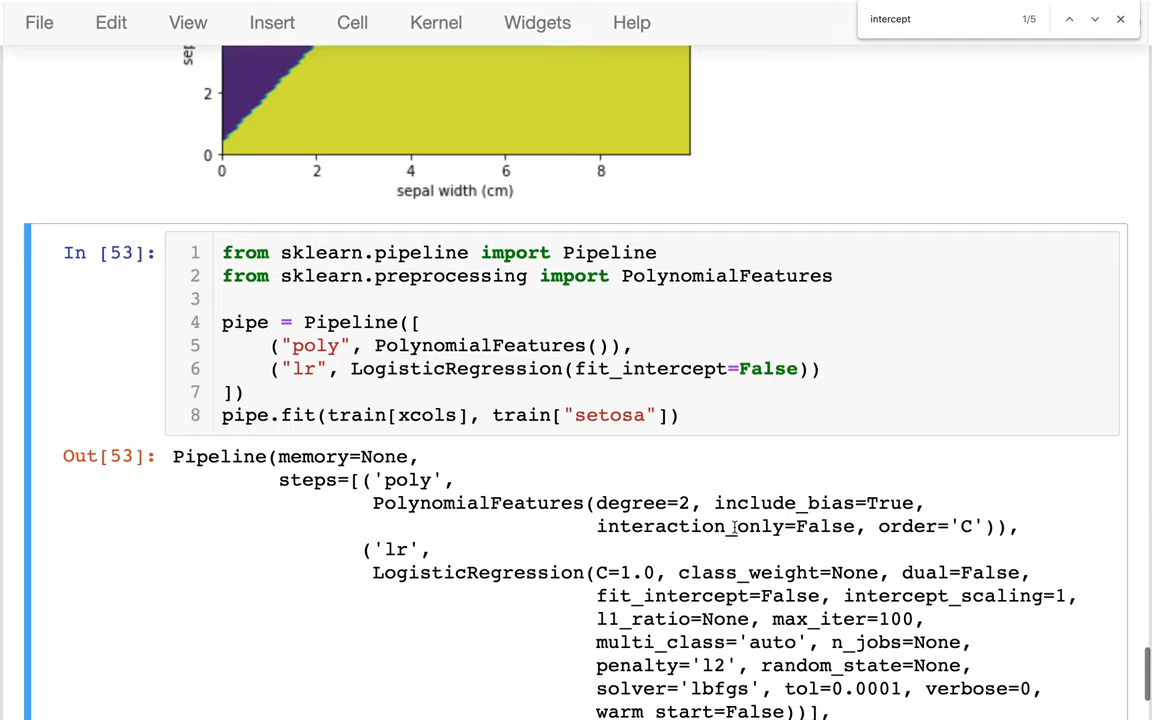 File Edit View Insert Cell Kernel Widgets Help
intercept 1/5
sep
2
0
0 2 4 6 8
sepal width (cm)
In [53]:
1 from sklearn.pipeline import Pipeline
2 from sklearn.preprocessing import PolynomialFeatures
3
4 pipe = Pipeline([
5 ("poly", PolynomialFeatures()),
6 ("lr", LogisticRegression(fit_intercept=False))
7 ])
8 pipe.fit(train[xcols], train["setosa"])
Out[53]: Pipeline(memory=None,
steps=[('poly',
PolynomialFeatures(degree=2, include_bias=True,
interaction_only=False, order='C')),
('lr',
LogisticRegression(C=1.0, class_weight=None, dual=False,
fit_intercept=False, intercept_scaling=1,
l1_ratio=None, max_iter=100,
multi_class='auto', n_jobs=None,
penalty='l2', random_state=None,
solver='lbfgs', tol=0.0001, verbose=0,
warm_start=False))],